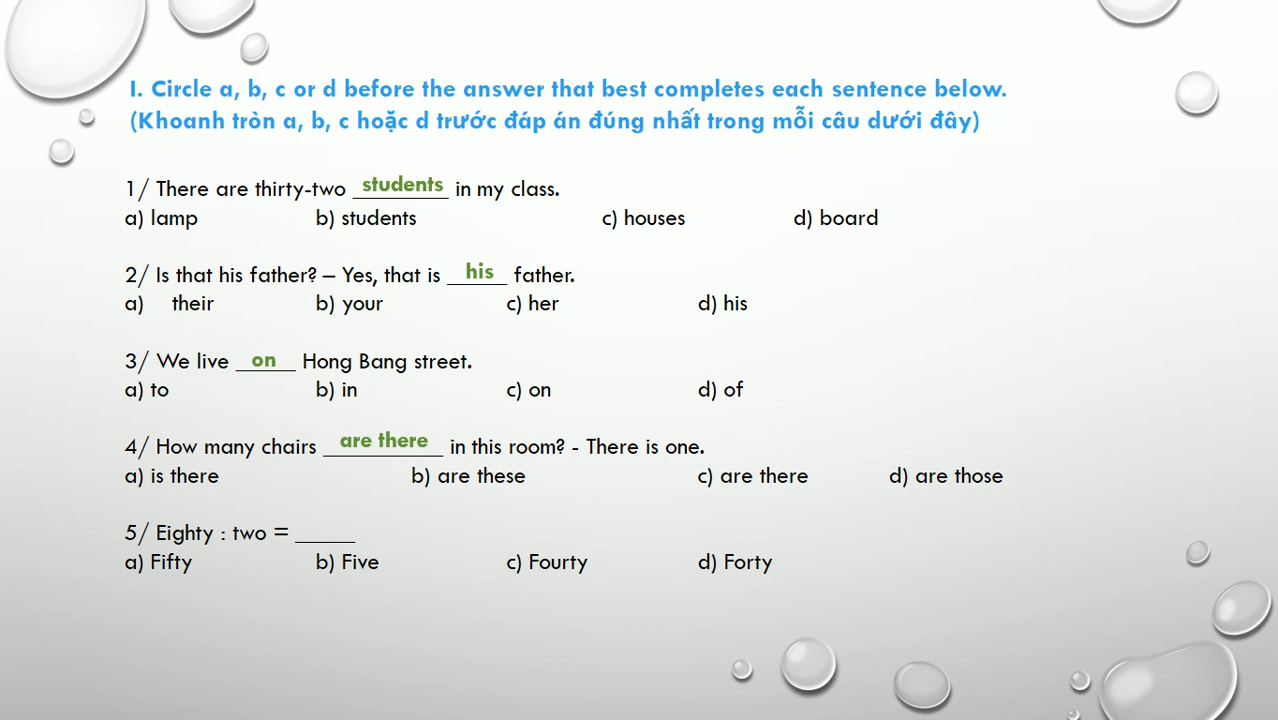 I. Circle a, b, c or d before the answer that best completes each sentence below.
(Khoanh tròn a, b, c hoặc d trước đáp án đúng nhất trong mỗi câu dưới đây)
1/ There are thirty-two students in my class.
a) lamp b) students c) houses d) board
2/ Is that his father? – Yes, that is his father.
a) their b) your c) her d) his
3/ We live on Hong Bang street.
a) to b) in c) on d) of
4/ How many chairs are there in this room? - There is one.
a) is there b) are these c) are there d) are those
5/ Eighty : two = _____
a) Fifty b) Five c) Fourty d) Forty